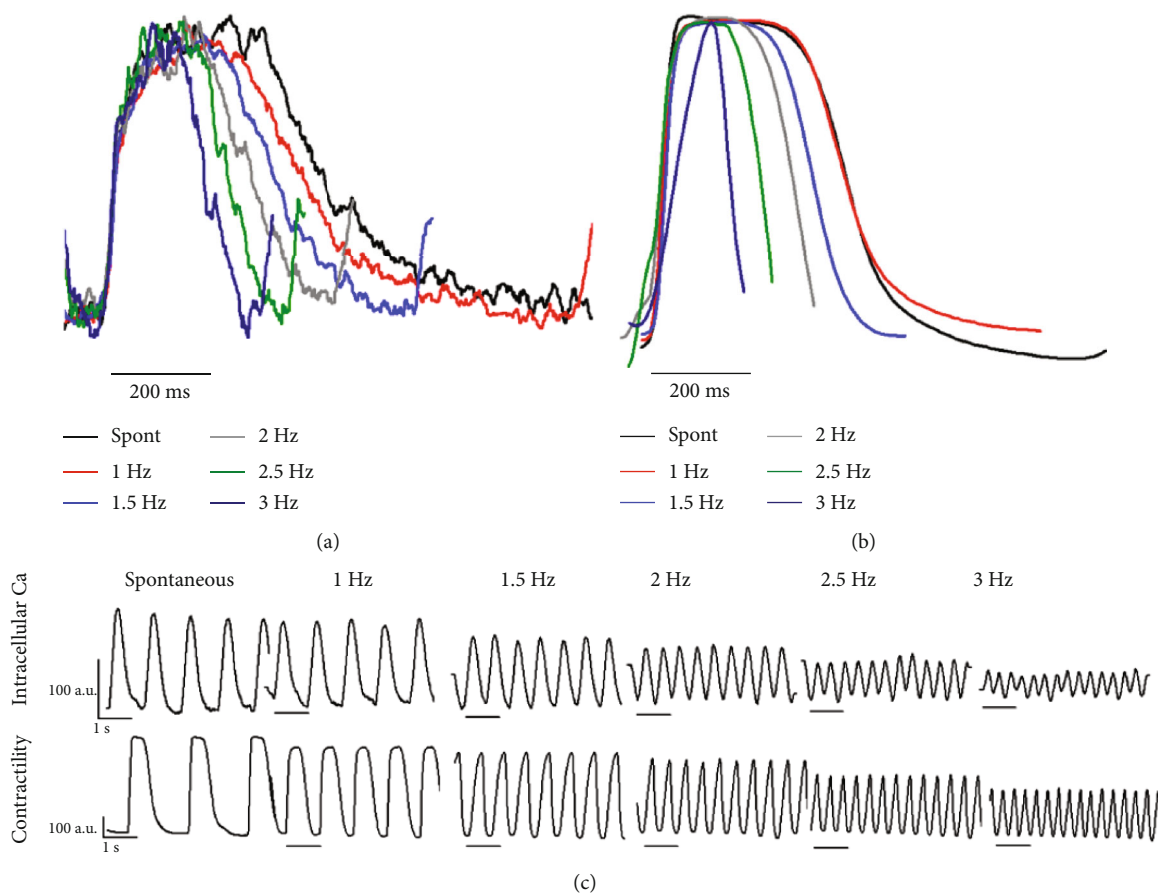 200 ms
200 ms
Spont
2 Hz
1 Hz
2.5 Hz
1.5 Hz
3 Hz
Spont
2 Hz
1 Hz
2.5 Hz
1.5 Hz
3 Hz
(a)
(b)
Spontaneous
1 Hz
1.5 Hz
2 Hz
2.5 Hz
3 Hz
Intracellular Ca
100 a.u.
1 s
Contractility
100 a.u.
1 s
(c)